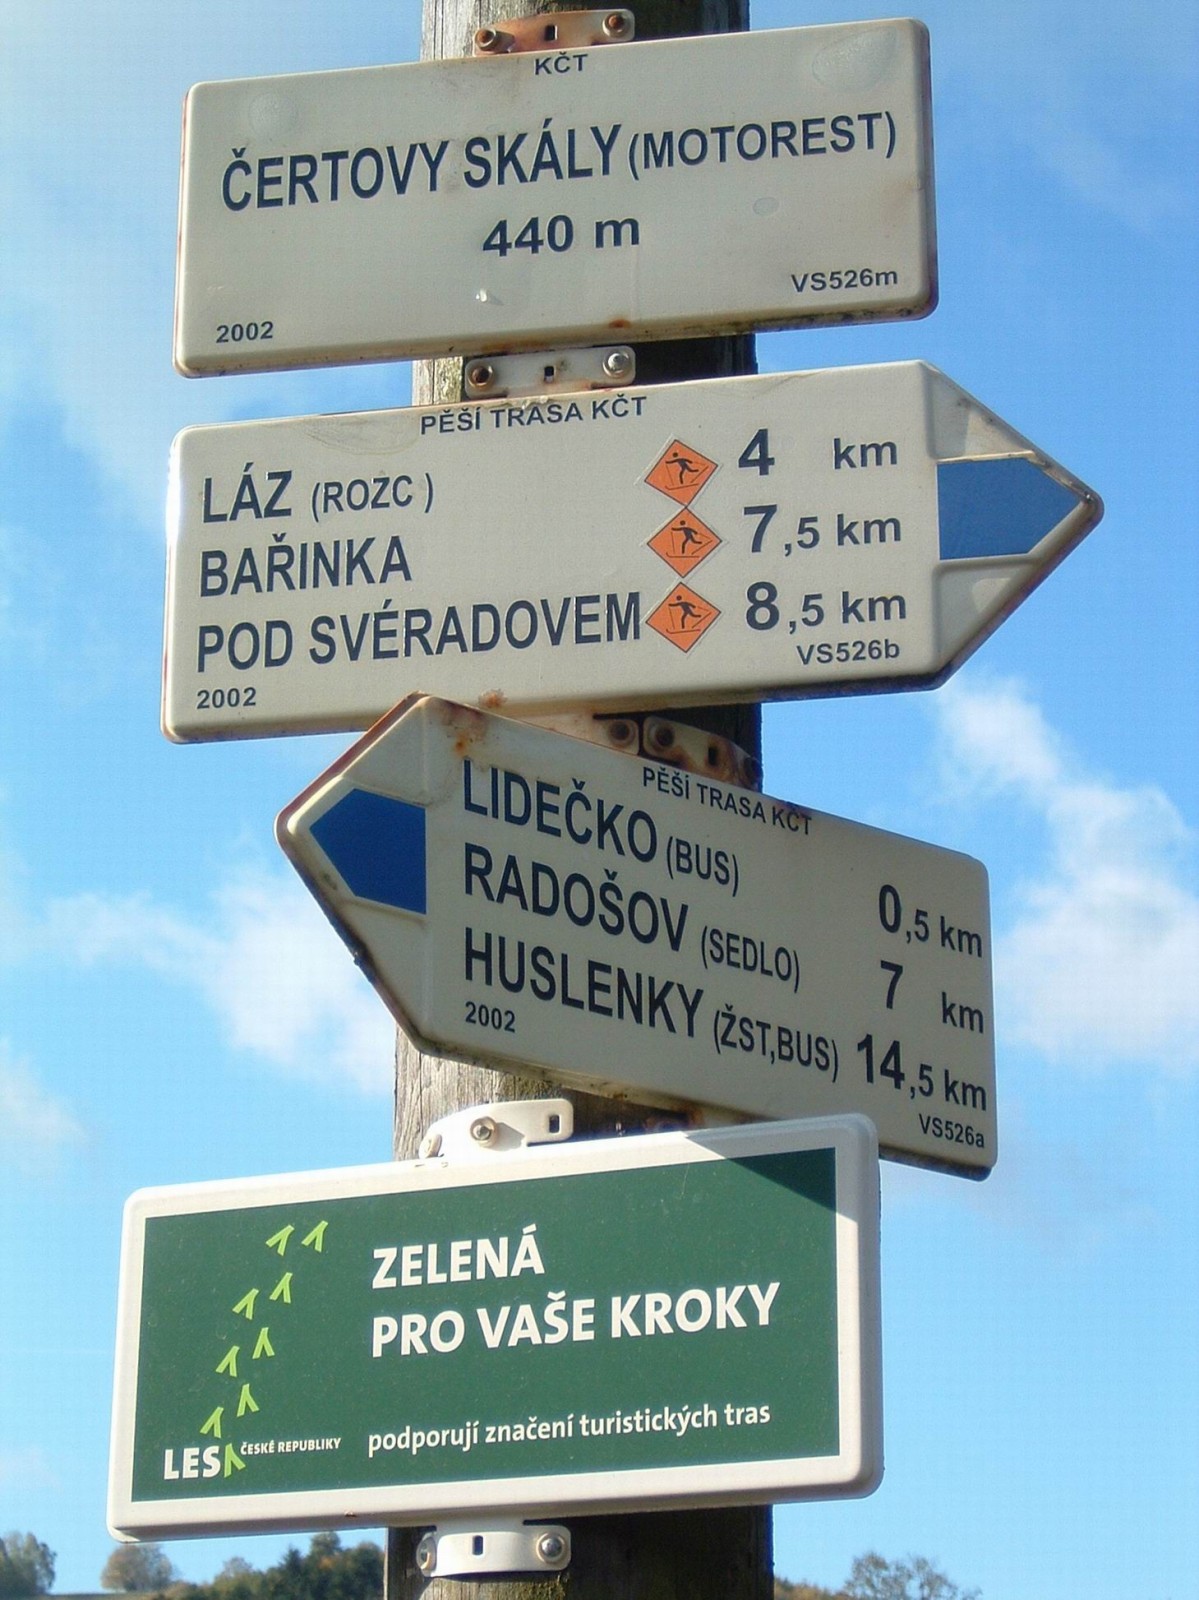 KČT
ČERTOVY SKÁLY (MOTOREST)
440 m
VS526m
2002
PĚŠÍ TRASA KČT
LÁZ (ROZC ) 4 km
BAŘINKA 7,5 km
POD SVÉRADOVEM 8,5 km
VS526b
2002
PĚŠÍ TRASA KČT
LIDEČKO (BUS) 0,5 km
RADOŠOV (SEDLO) 7 km
HUSLENKY (ŽST,BUS) 14,5 km
2002
VS526a
ZELENÁ
PRO VAŠE KROKY
LESY ČESKÉ REPUBLIKY podporují značení turistických tras